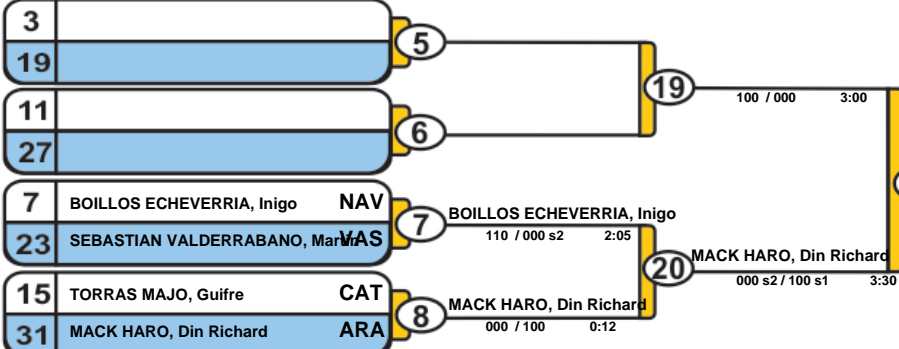 3
19
5
11
27
6
19
100 / 000 3:00
7 BOILLOS ECHEVERRIA, Inigo NAV
23 SEBASTIAN VALDERRABANO, Martin VAS
7
BOILLOS ECHEVERRIA, Inigo
110 / 000 s2 2:05
15 TORRAS MAJO, Guifre CAT
31 MACK HARO, Din Richard ARA
8
MACK HARO, Din Richard
000 / 100 0:12
20
MACK HARO, Din Richard
000 s2 / 100 s1 3:30